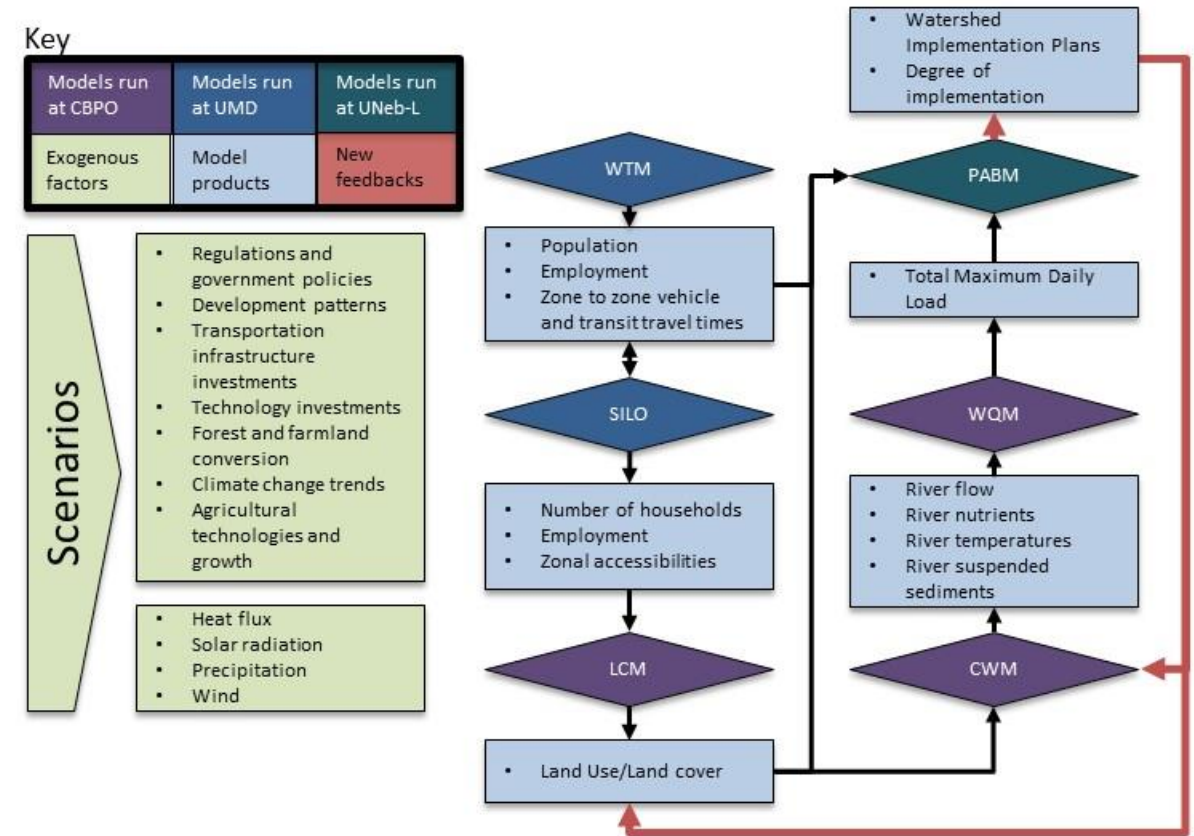 Key
Models run
at CBPO
Models run
at UMD
Models run
at UNeb-L
Exogenous
factors
Model
products
New
feedbacks
Scenarios
• Regulations and
government policies
• Development patterns
• Transportation
infrastructure
investments
• Technology investments
• Forest and farmland
conversion
• Climate change trends
• Agricultural
technologies and
growth
• Heat flux
• Solar radiation
• Precipitation
• Wind
WTM
• Population
• Employment
• Zone to zone vehicle
and transit travel times
SILO
• Number of households
• Employment
• Zonal accessibilities
LCM
• Land Use/Land cover
• Watershed
Implementation Plans
• Degree of
implementation
PABM
• Total Maximum Daily
Load
WQM
• River flow
• River nutrients
• River temperatures
• River suspended
sediments
CWM